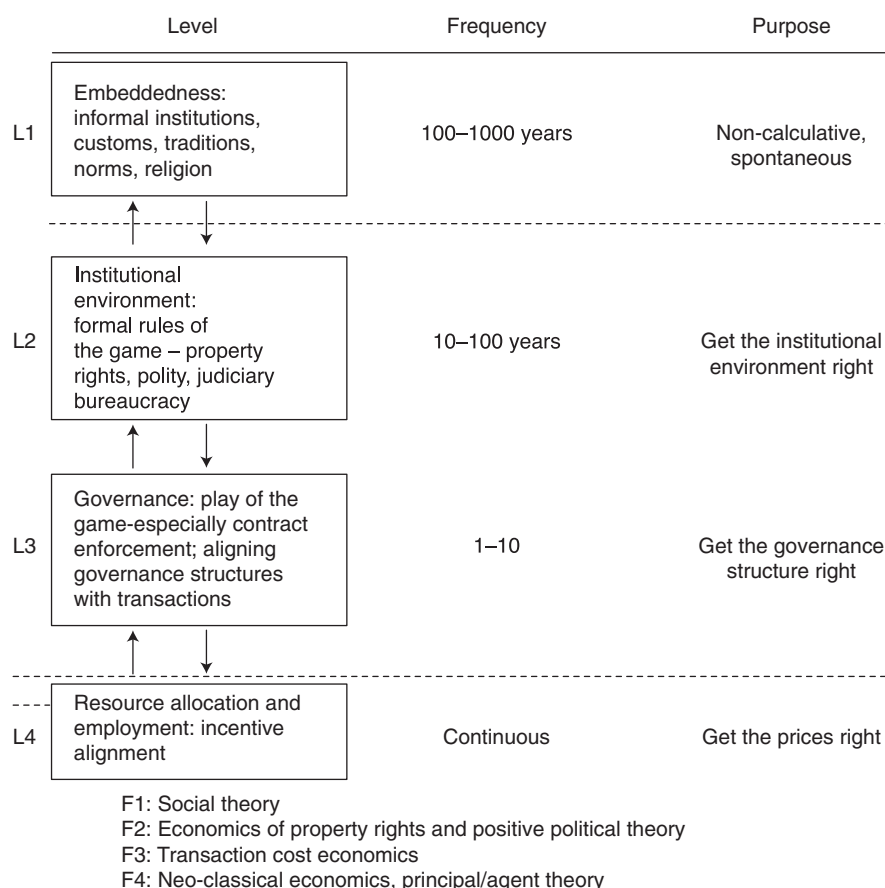 Level Frequency Purpose
L1
Embeddedness:
informal institutions,
customs, traditions,
norms, religion
100–1000 years
Non-calculative,
spontaneous
L2
Institutional
environment:
formal rules of
the game – property
rights, polity, judiciary
bureaucracy
10–100 years
Get the institutional
environment right
L3
Governance: play of the
game-especially contract
enforcement; aligning
governance structures
with transactions
1–10
Get the governance
structure right
L4
Resource allocation and
employment: incentive
alignment
Continuous
Get the prices right
F1: Social theory
F2: Economics of property rights and positive political theory
F3: Transaction cost economics
F4: Neo-classical economics, principal/agent theory